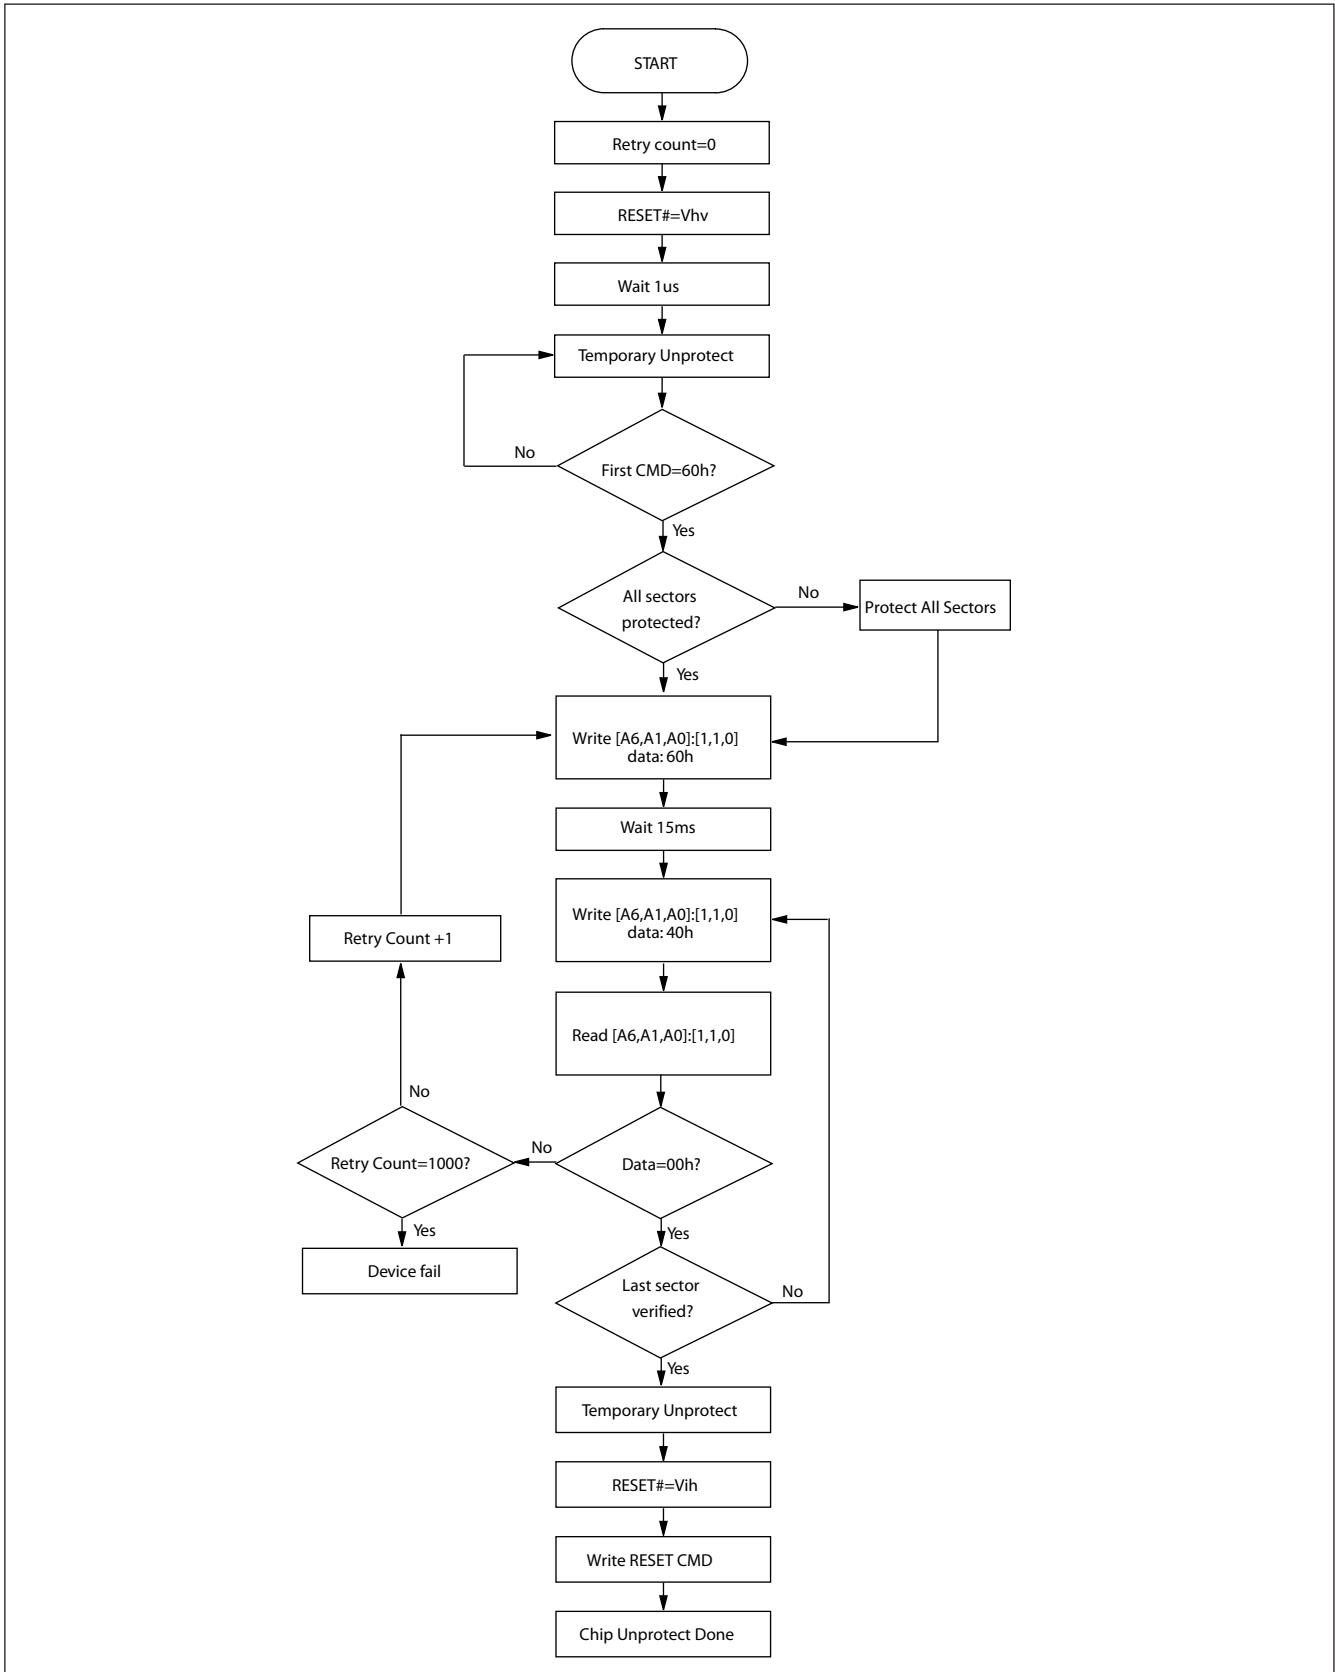 START
Retry count=0
RESET#=Vhv
Wait 1us
Temporary Unprotect
No
First CMD=60h?
Yes
All sectors
protected?
No
Protect All Sectors
Yes
Write [A6,A1,A0]:[1,1,0]
data: 60h
Wait 15ms
Write [A6,A1,A0]:[1,1,0]
data: 40h
Retry Count +1
Read [A6,A1,A0]:[1,1,0]
No
Retry Count=1000?
No
Data=00h?
Yes
Yes
Device fail
Last sector
verified?
No
Yes
Temporary Unprotect
RESET#=Vih
Write RESET CMD
Chip Unprotect Done